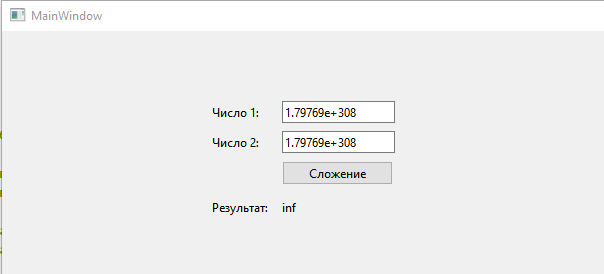 MainWindow
Число 1: 1.79769e+308
Число 2: 1.79769e+308
Сложение
Результат: inf